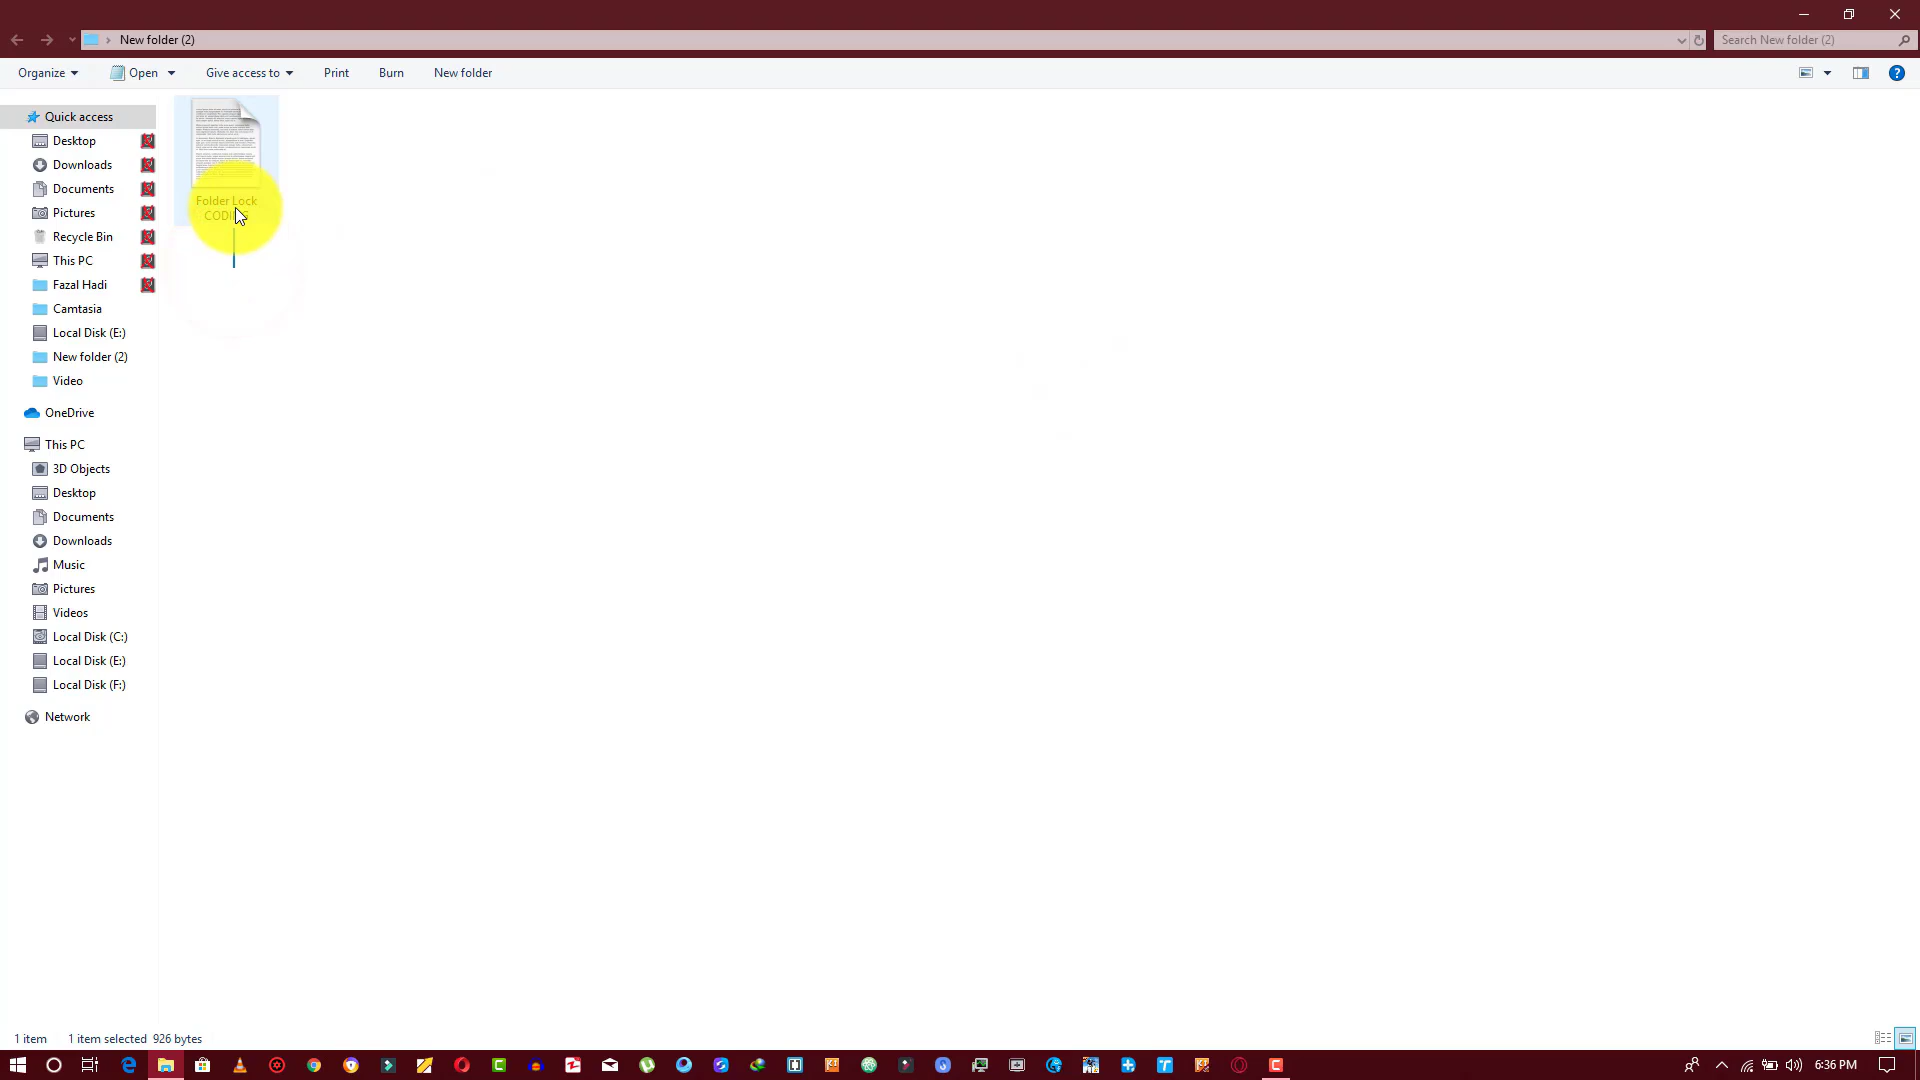 New folder (2)
Search New folder (2)
Organize
Open
Give access to
Print
Burn
New folder
Quick access
Desktop
Downloads
Documents
Pictures
Recycle Bin
This PC
Fazal Hadi
Camtasia
Local Disk (E:)
New folder (2)
Video
OneDrive
This PC
3D Objects
Desktop
Documents
Downloads
Music
Pictures
Videos
Local Disk (C:)
Local Disk (E:)
Local Disk (F:)
Network
Folder Lock
1 item
1 item selected 926 bytes
6:36 PM